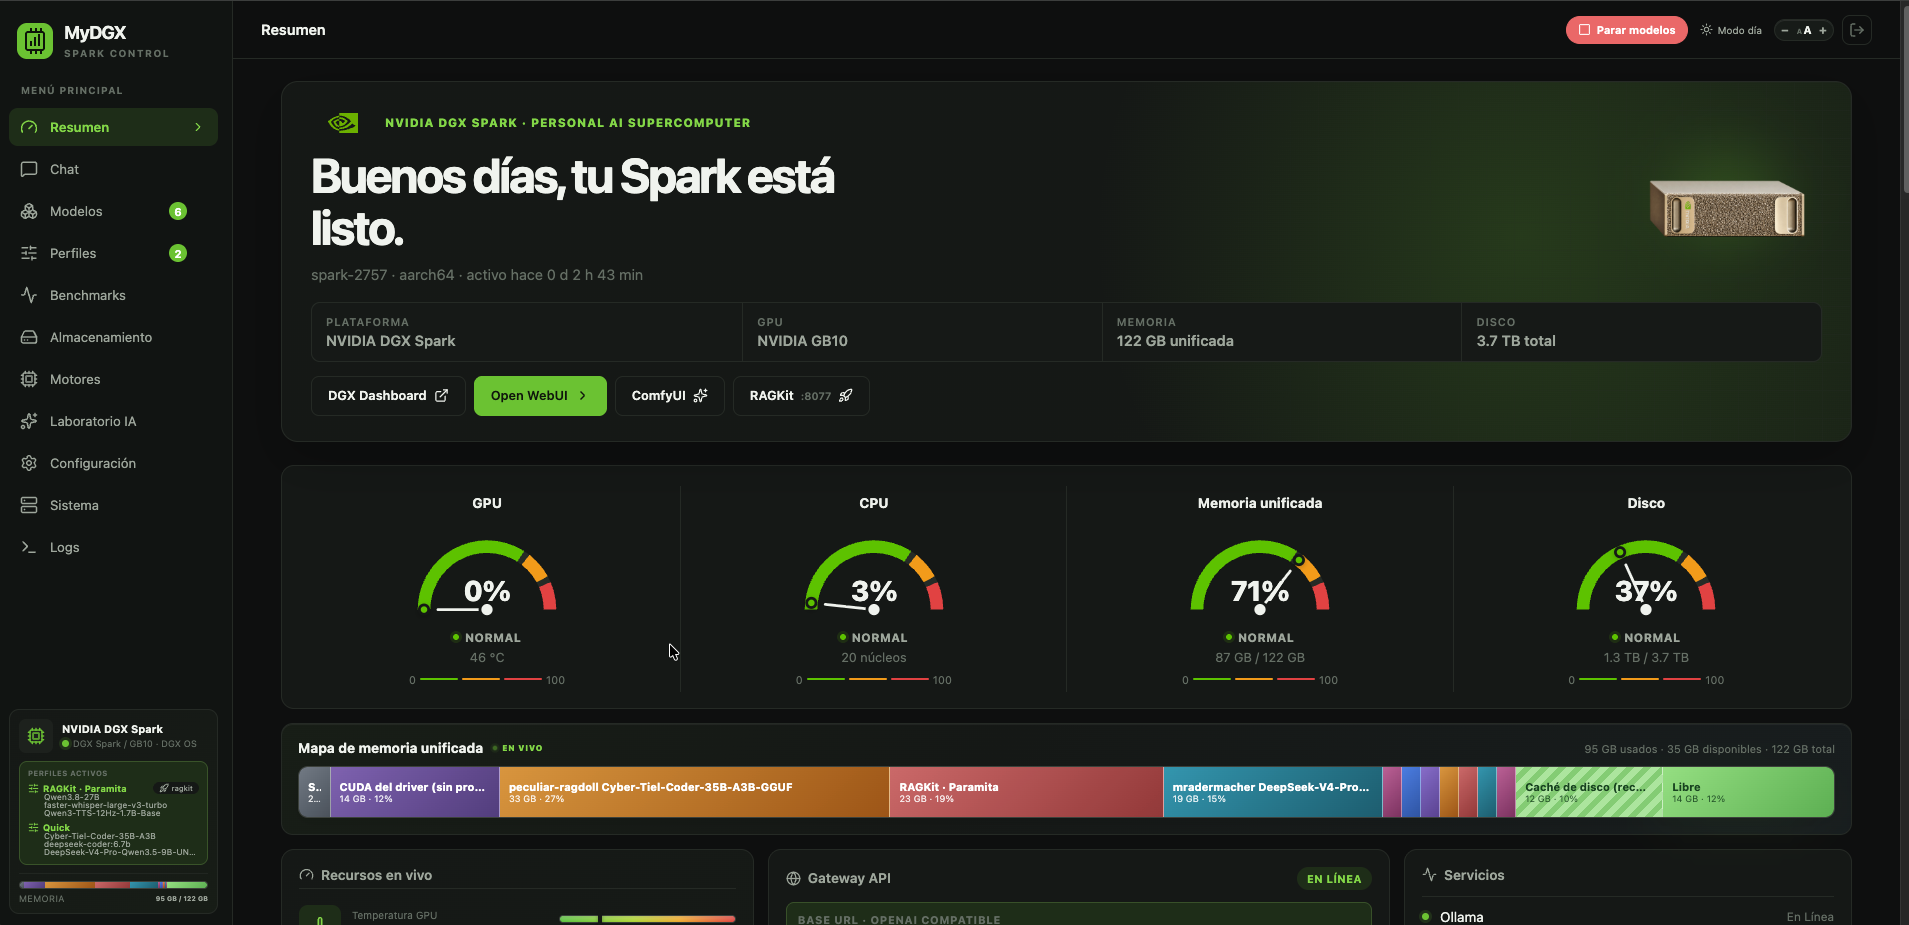 MyDGX
SPARK CONTROL
MENÚ PRINCIPAL
Resumen
Chat
Modelos 6
Perfiles 2
Benchmarks
Almacenamiento
Motores
Laboratorio IA
Configuración
Sistema
Logs
NVIDIA DGX Spark
DGX Spark / GB10 · DGX OS
PERFILES ACTIVOS
RAGKit · Paramita ragkit
Qwen3.8-27B
faster-whisper-large-v3-turbo
Qwen3-TTS-12Hz-1.7B-Base
Quick
Cyber-Tiel-Coder-35B-A3B
deepseek-coder:6.7b
DeepSeek-V4-Pro-Qwen3.5-9B-UN...
MEMORIA 95 GB / 122 GB
Resumen
Parar modelos
Modo día
− A A +
NVIDIA DGX SPARK · PERSONAL AI SUPERCOMPUTER
Buenos días, tu Spark está
listo.
spark-2757 · aarch64 · activo hace 0 d 2 h 43 min
PLATAFORMA
NVIDIA DGX Spark
GPU
NVIDIA GB10
MEMORIA
122 GB unificada
DISCO
3.7 TB total
DGX Dashboard
Open WebUI
ComfyUI
RAGKit :8077
GPU
0%
NORMAL
46 °C
0 100
CPU
3%
NORMAL
20 núcleos
0 100
Memoria unificada
71%
NORMAL
87 GB / 122 GB
0 100
Disco
37%
NORMAL
1.3 TB / 3.7 TB
0 100
Mapa de memoria unificada EN VIVO
95 GB usados · 35 GB disponibles · 122 GB total
S..
2...
CUDA del driver (sin pro...
14 GB · 12%
peculiar-ragdoll Cyber-Tiel-Coder-35B-A3B-GGUF
33 GB · 27%
RAGKit · Paramita
23 GB · 19%
mradermacher DeepSeek-V4-Pro...
19 GB · 15%
Caché de disco (rec...
12 GB · 10%
Libre
14 GB · 12%
Recursos en vivo
Temperatura GPU
Gateway API
EN LÍNEA
BASE URL · OPENAI COMPATIBLE
Servicios
Ollama
En Línea